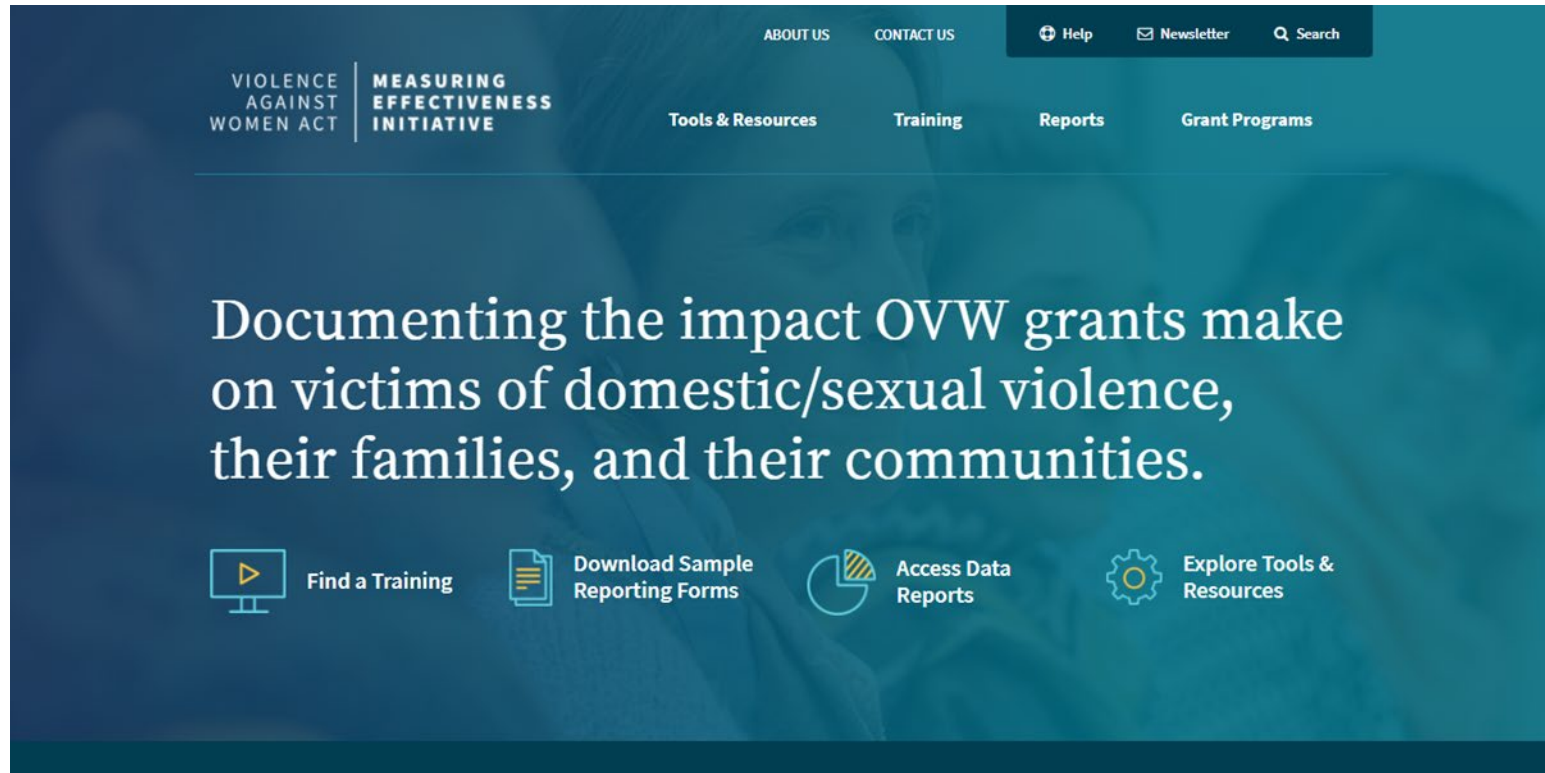 ABOUT US CONTACT US Help Newsletter Search
VIOLENCE
AGAINST
WOMEN ACT
MEASURING
EFFECTIVENESS
INITIATIVE
Tools & Resources Training Reports Grant Programs
Documenting the impact OVW grants make
on victims of domestic/sexual violence,
their families, and their communities.
Find a Training
Download Sample
Reporting Forms
Access Data
Reports
Explore Tools &
Resources